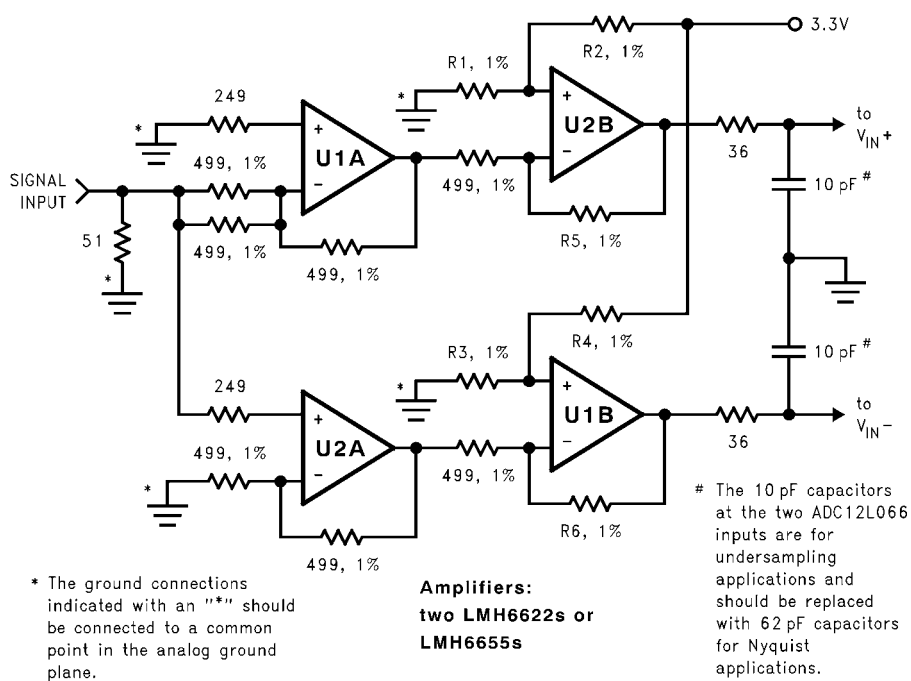 3.3V
R2, 1%
R1, 1%
*
+
U2B
−
249
*
+
U1A
−
to
VIN+
36
499, 1%
SIGNAL
INPUT
499, 1%
10 pF #
51
499, 1%
R5, 1%
*
499, 1%
R4, 1%
R3, 1%
10 pF #
249
*
+
U1B
−
+
U2A
−
to
VIN−
36
499, 1%
499, 1%
*
R6, 1%
499, 1%
# The 10 pF capacitors
at the two ADC12L066
inputs are for
undersampling
applications and
should be replaced
with 62 pF capacitors
for Nyquist
applications.
* The ground connections
indicated with an "*" should
be connected to a common
point in the analog ground
plane.
Amplifiers:
two LMH6622s or
LMH6655s